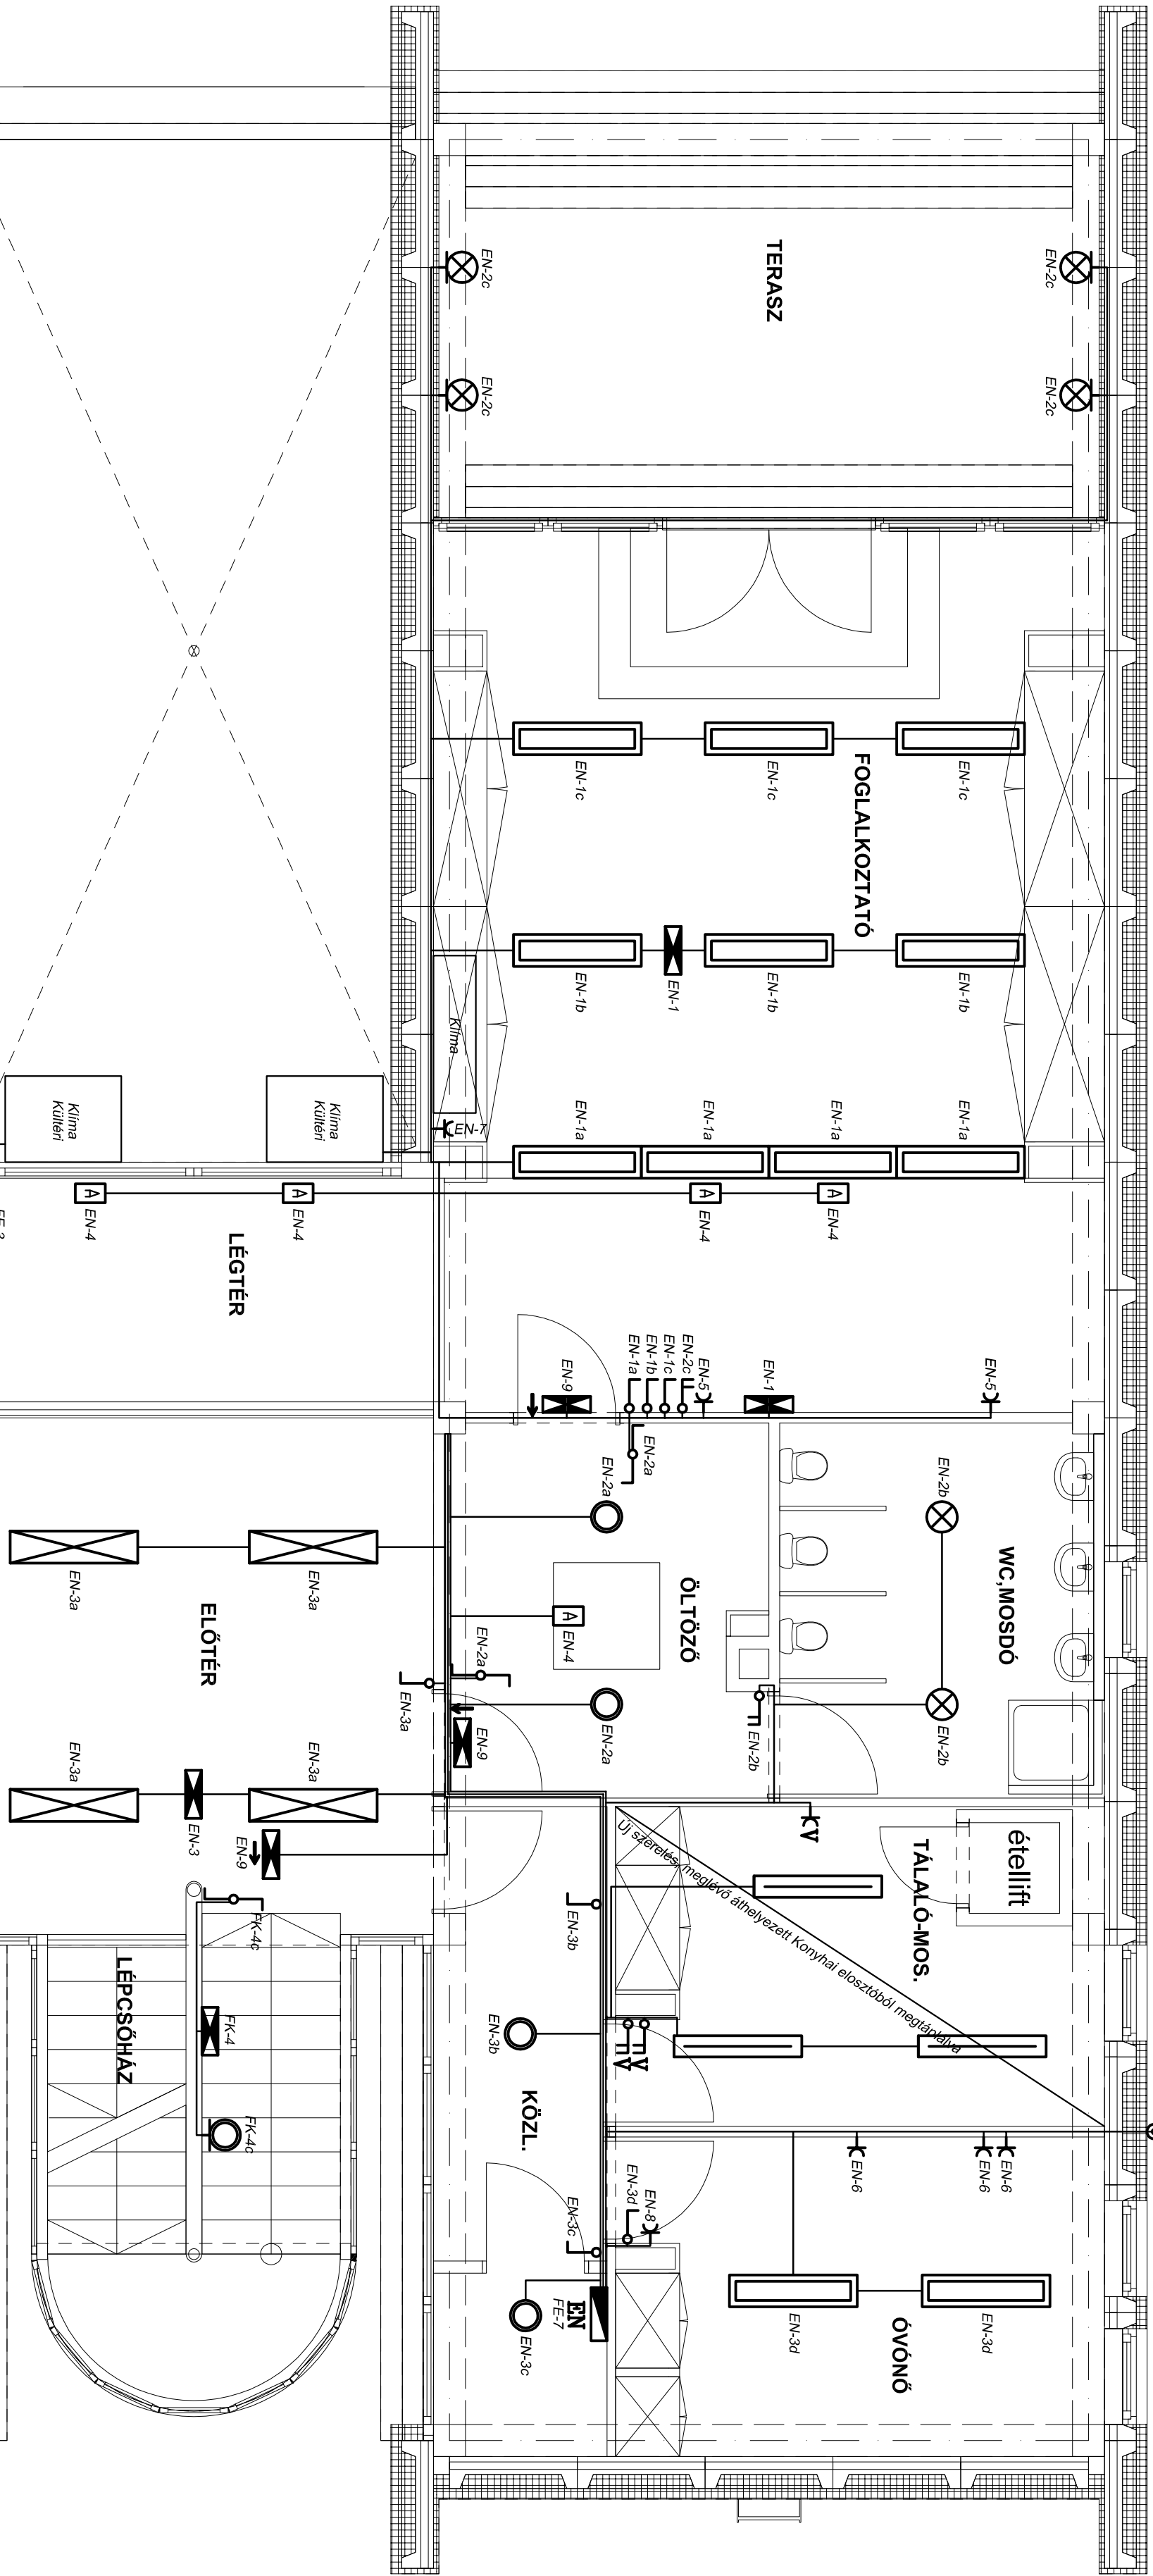 EN-2c
EN-2c
TERASZ
EN-2c
EN-2c
EN-1c
EN-1c
EN-1c
FOGLALKOZTATÓ
EN-1b
EN-1b
EN-1
EN-1b
Klíma
EN-7
EN-1a
EN-1a
EN-1a
EN-1a
Klíma
Kültéri
Klíma
Kültéri
A
EN-4
A
EN-4
A
EN-4
A
EN-4
LÉGTÉR
EN-5
EN-1
EN-5
EN-2c
EN-1c
EN-1b
EN-1a
EN-9
EN-2a
EN-2a
EN-2b
WC,MOSDÓ
EN-2b
EN-2b
ÖLTÖZŐ
A
EN-4
EN-2a
EN-2a
EN-9
EN-3a
EN-3a
EN-3a
ELŐTÉR
EN-3a
EN-3a
EN-3
EN-9
étellift
TÁLALÓ-MOS.
KV
Új szerelés, meglévő áthelyezett Konyhai elosztóból megtáplálva
V
V
EN-3b
EN-3b
KÖZL.
FK-4c
FK-4
FK-4c
LÉPCSŐHÁZ
EN-6
EN-6
EN-6
EN-8
EN-3d
EN-3c
EN
FE-7
EN-3c
EN-3d
EN-3d
ÓVÓNŐ